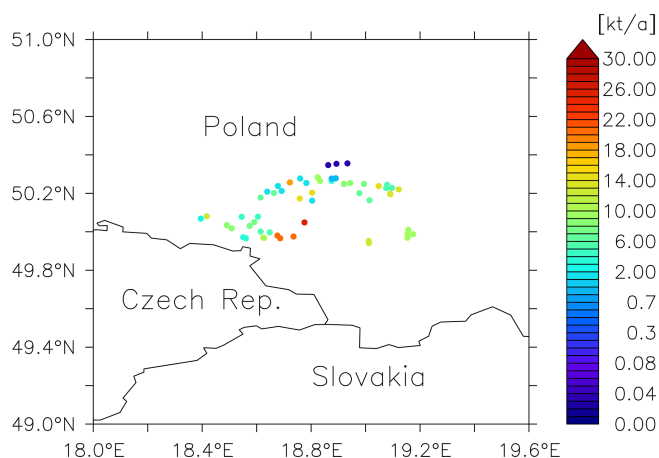 [kt/a]
51.0°N
50.6°N
50.2°N
49.8°N
49.4°N
49.0°N
Poland
Czech Rep.
Slovakia
18.0°E 18.4°E 18.8°E 19.2°E 19.6°E
30.00
26.00
22.00
18.00
14.00
10.00
6.00
2.00
0.7
0.3
0.08
0.04
0.00